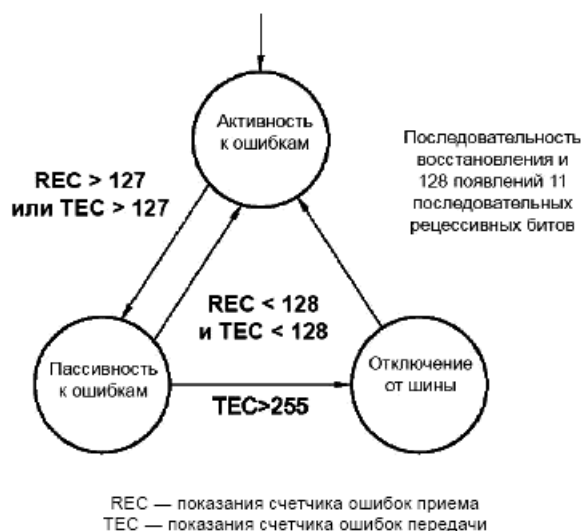 Активность
к ошибкам
Последовательность
восстановления и
128 появлений 11
последовательных
рецессивных битов
REC > 127
или TEC > 127
REC < 128
и TEC < 128
Пассивность
к ошибкам
Отключение
от шины
TEC>255
REC — показания счетчика ошибок приема
TEC — показания счетчика ошибок передачи